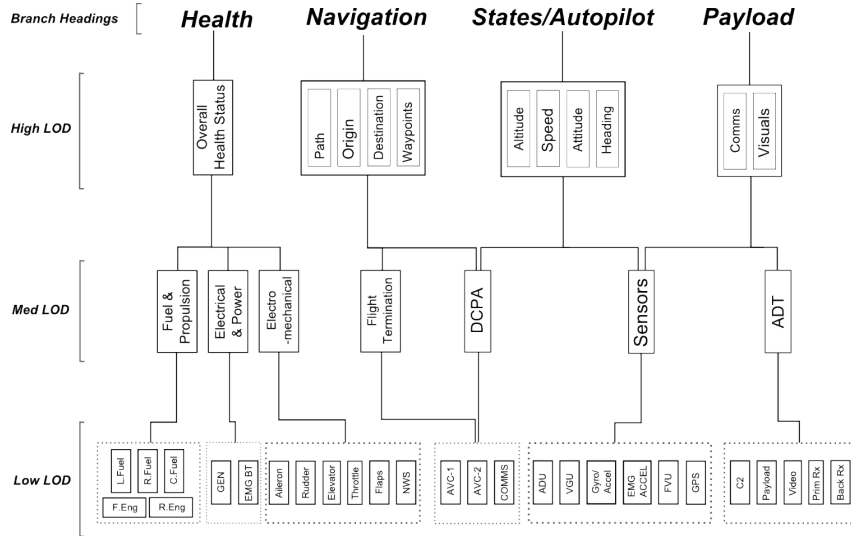 Branch Headings
Health
Navigation
States/Autopilot
Payload
High LOD
Overall
Health Status
Path
Origin
Destination
Waypoints
Altitude
Speed
Attitude
Heading
Comms
Visuals
Med LOD
Fuel &
Propulsion
Electrical
& Power
Electro
-mechanical
Flight
Termination
DCPA
Sensors
ADT
Low LOD
L.Fuel
R.Fuel
C.Fuel
F.Eng
R.Eng
GEN
EMG BT
Aileron
Rudder
Elevator
Throttle
Flaps
NWS
AVC-1
AVC-2
COMMS
ADU
VGU
Gyro/
Accel
EMG
ACCEL
FVU
GPS
C2
Payload
Video
Prim Rx
Back Rx